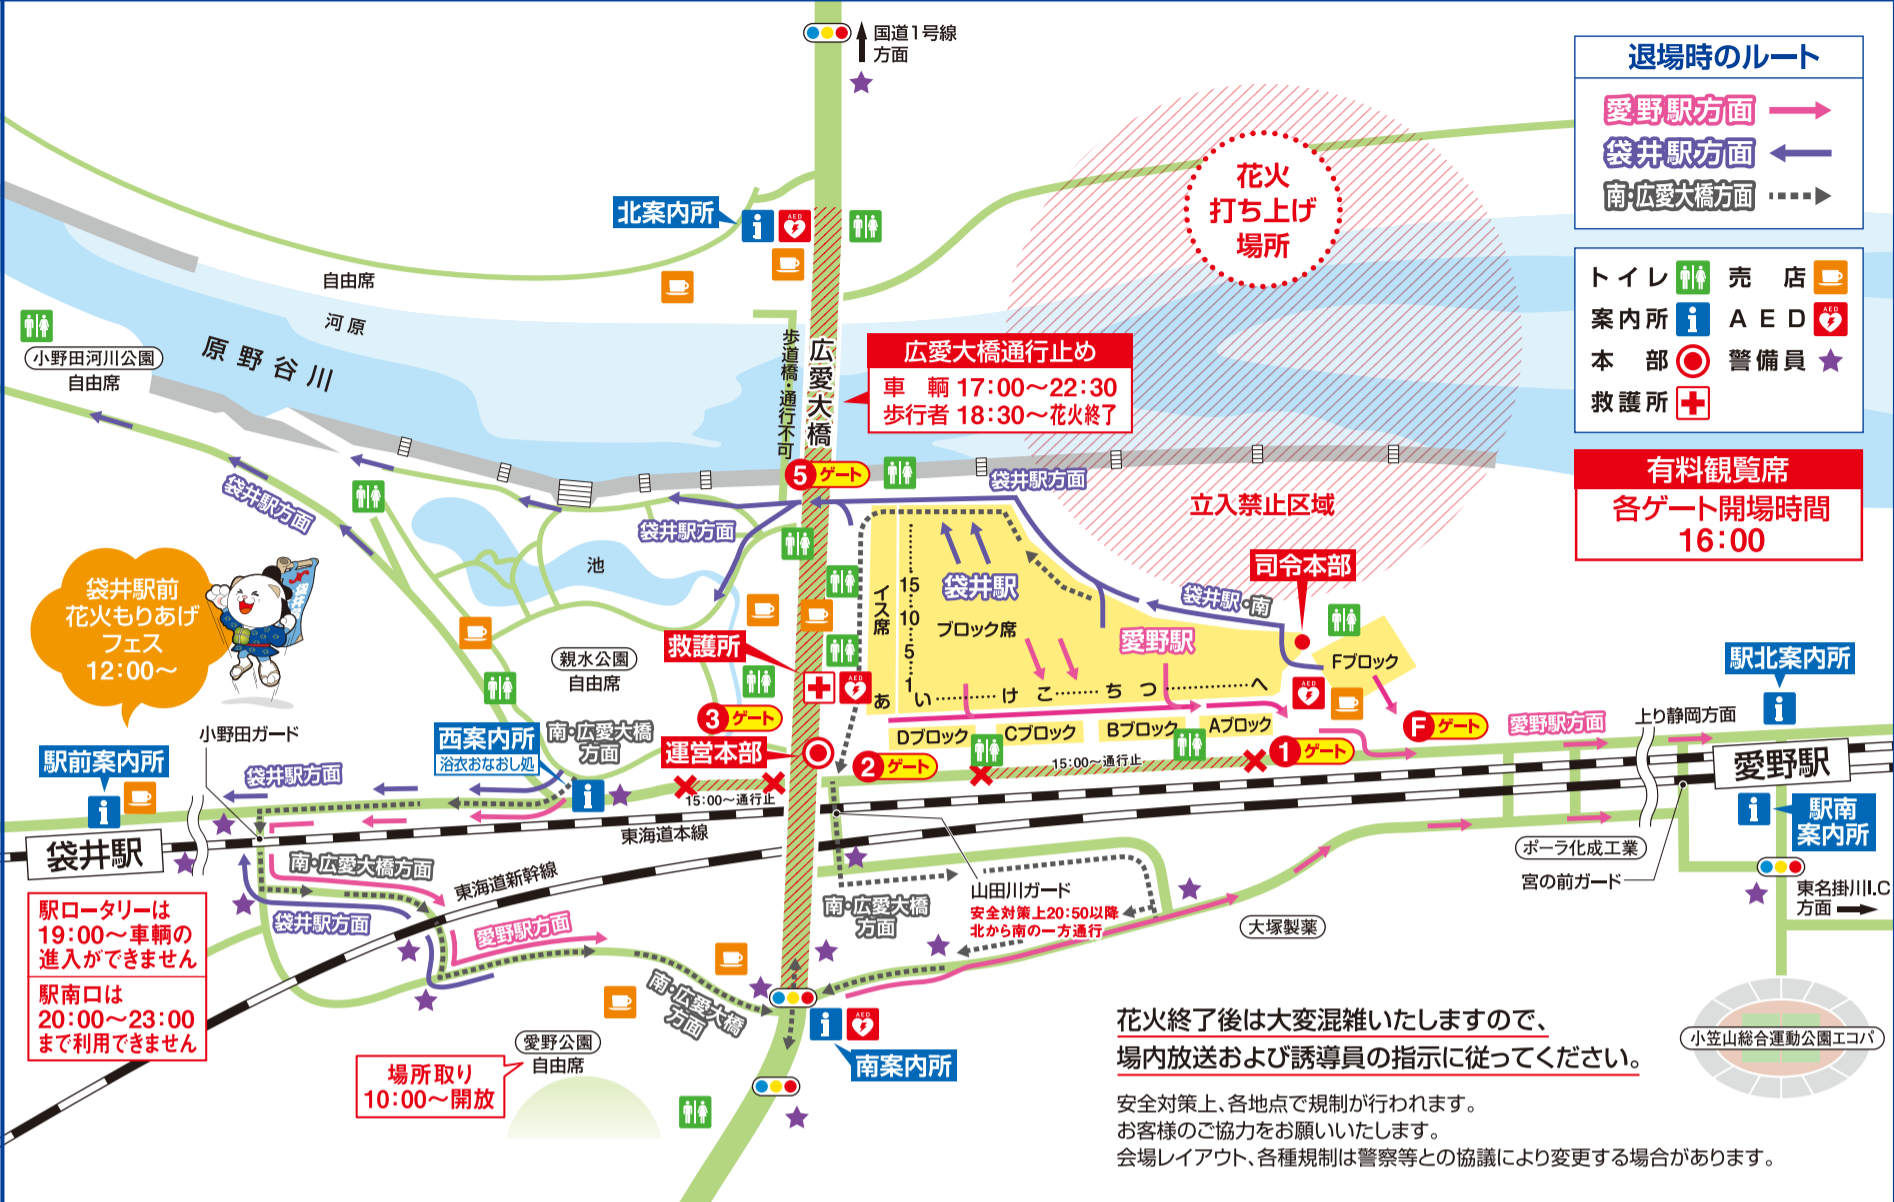 国道1号線
方面
退場時のルート
愛野駅方面
袋井駅方面
南・広愛大橋方面
トイレ
売店
案内所
AED
本部
警備員
救護所
有料観覧席
各ゲート開場時間
16:00
花火
打ち上げ
場所
北案内所
AED
自由席
河原
原野谷川
小野田河川公園
自由席
歩道橋・通行不可
広愛大橋
広愛大橋通行止め
車輌 17:00〜22:30
歩行者 18:30〜花火終了
5 ゲート
袋井駅方面
立入禁止区域
袋井駅方面
袋井駅方面
池
司令本部
袋井駅・南
イス席
15
10
5
1
袋井駅
ブロック席
愛野駅
Fブロック
あ い け こ ち つ へ
AED
AED
救護所
親水公園
自由席
3 ゲート
運営本部
2 ゲート
Dブロック
Cブロック
Bブロック
Aブロック
1 ゲート
F ゲート
愛野駅方面
上り静岡方面
駅北案内所
愛野駅
15:00〜通行止
15:00〜通行止
袋井駅前
花火もりあげ
フェス
12:00〜
小野田ガード
西案内所
浴衣おなおし処
南・広愛大橋
方面
駅前案内所
袋井駅方面
袋井駅
東海道本線
東海道新幹線
南・広愛大橋方面
袋井駅方面
愛野駅方面
南・広愛大橋
方面
駅ロータリーは
19:00〜車輌の
進入ができません
駅南口は
20:00〜23:00
まで利用できません
山田川ガード
安全対策上20:50以降
北から南の一方通行
南・広愛大橋
方面
大塚製薬
ポーラ化成工業
宮の前ガード
駅南
案内所
東名掛川I.C
方面
小笠山総合運動公園エコパ
愛野公園
自由席
場所取り
10:00〜開放
AED
南案内所
花火終了後は大変混雑いたしますので、
場内放送および誘導員の指示に従ってください。
安全対策上、各地点で規制が行われます。
お客様のご協力をお願いいたします。
会場レイアウト、各種規制は警察等との協議により変更する場合があります。